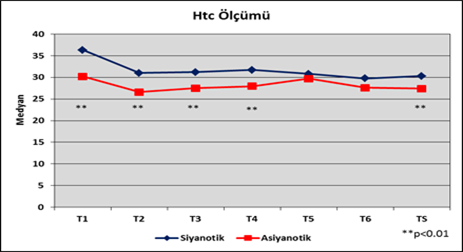 Htc Ölçümü
40
35
30
25
20
15
10
5
0
Medyan
** ** ** ** **
T1 T2 T3 T4 T5 T6 TS
Siyanotik Asiyanotik
**p<0.01